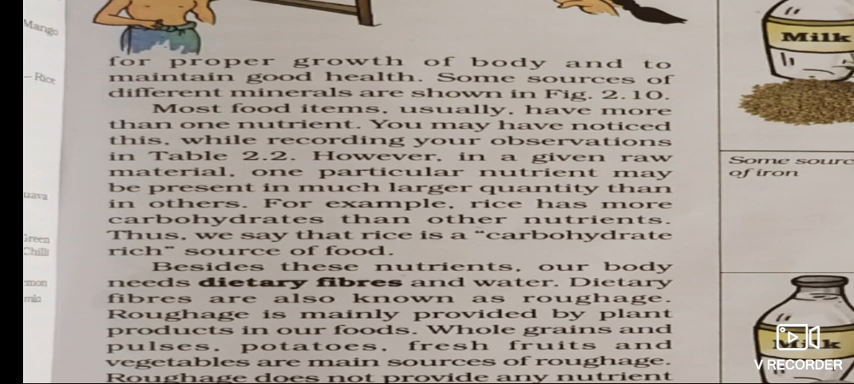 Mango
– Rice
uava
Green
Chilli
for proper growth of body and to
maintain good health. Some sources of
different minerals are shown in Fig. 2.10.
Most food items, usually, have more
than one nutrient. You may have noticed
this, while recording your observations
in Table 2.2. However, in a given raw
material, one particular nutrient may
be present in much larger quantity than
in others. For example, rice has more
carbohydrates than other nutrients.
Thus, we say that rice is a "carbohydrate
rich" source of food.
Besides these nutrients, our body
needs dietary fibres and water. Dietary
fibres are also known as roughage.
Roughage is mainly provided by plant
products in our foods. Whole grains and
pulses, potatoes, fresh fruits and
vegetables are main sources of roughage.
Roughage does not provide any nutrient
Milk
Some sourc
of iron
Milk
V RECORDER